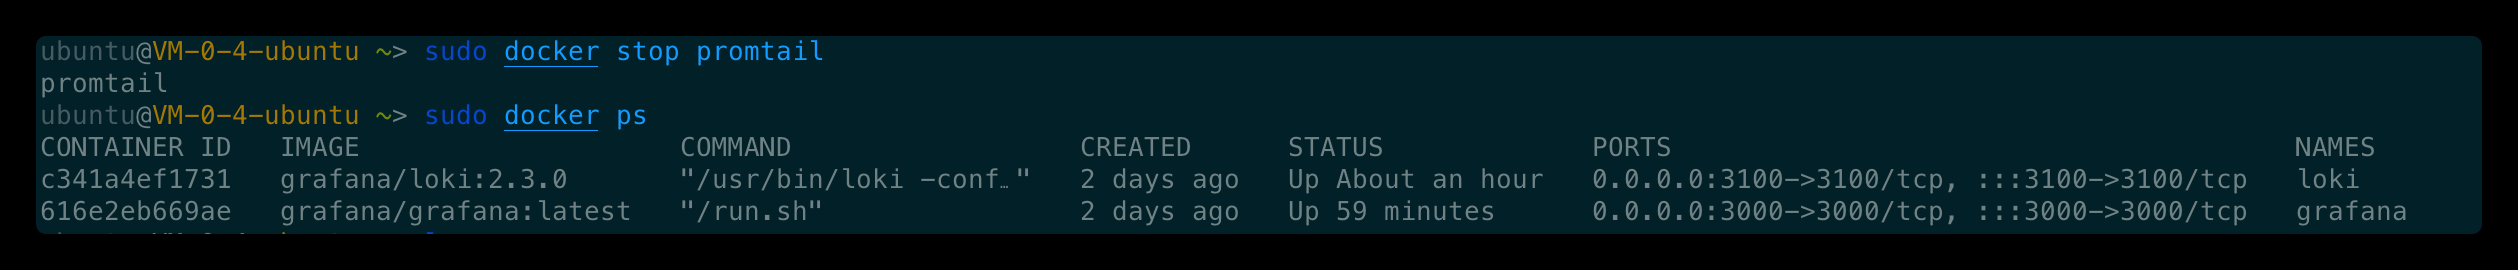 ubuntu@VM-0-4-ubuntu ~> sudo docker stop promtail
promtail
ubuntu@VM-0-4-ubuntu ~> sudo docker ps
CONTAINER ID   IMAGE                    COMMAND                  CREATED      STATUS             PORTS                                       NAMES
c341a4ef1731   grafana/loki:2.3.0       "/usr/bin/loki -conf…"   2 days ago   Up About an hour   0.0.0.0:3100->3100/tcp, :::3100->3100/tcp   loki
616e2eb669ae   grafana/grafana:latest   "/run.sh"                2 days ago   Up 59 minutes      0.0.0.0:3000->3000/tcp, :::3000->3000/tcp   grafana